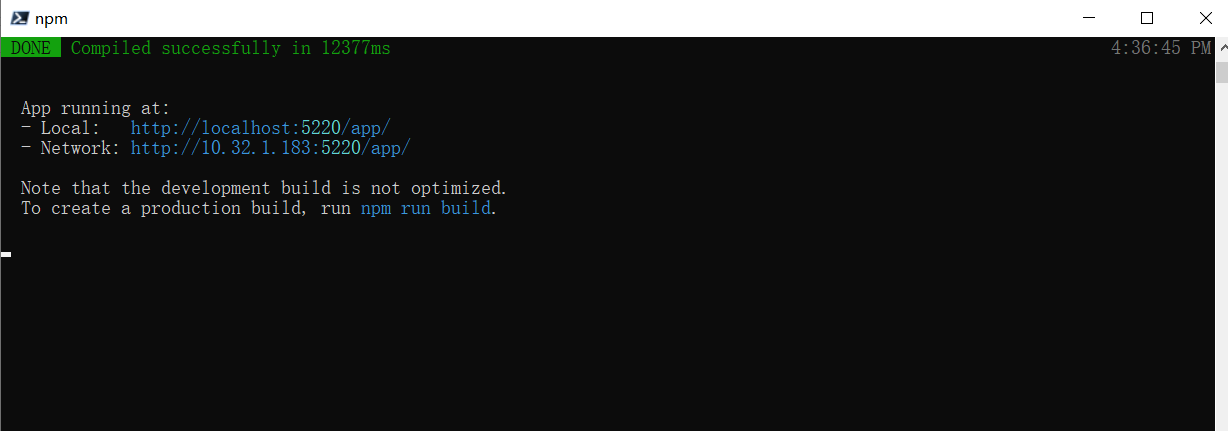 npm
DONE Compiled successfully in 12377ms 4:36:45 PM
App running at:
- Local: http://localhost:5220/app/
- Network: http://10.32.1.183:5220/app/
Note that the development build is not optimized.
To create a production build, run npm run build.